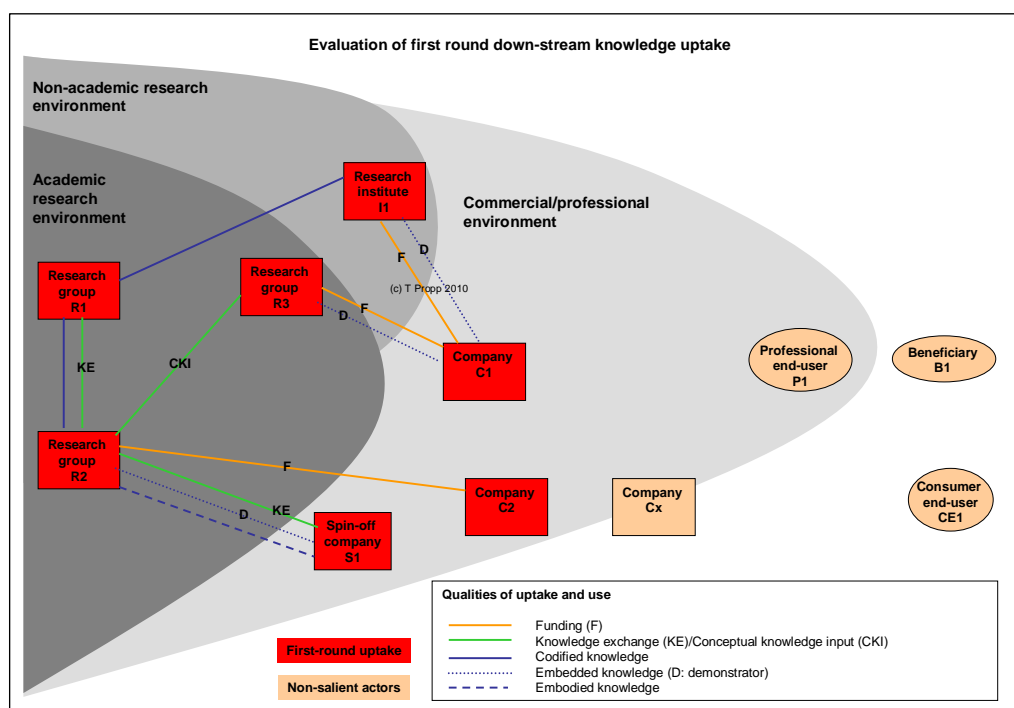 Evaluation of first round down-stream knowledge uptake
Non-academic research
environment
Academic
research
environment
Commercial/professional
environment
Research
institute
I1
Research
group
R1
Research
group
R3
D
F
(c) T Propp 2010
F
D
Company
C1
Professional
end-user
P1
Beneficiary
B1
KE
CKI
Research
group
R2
F
Company
C2
Company
Cx
Consumer
end-user
CE1
D
KE
Spin-off
company
S1
Qualities of uptake and use
Funding (F)
Knowledge exchange (KE)/Conceptual knowledge input (CKI)
Codified knowledge
Embedded knowledge (D: demonstrator)
Embodied knowledge
First-round uptake
Non-salient actors